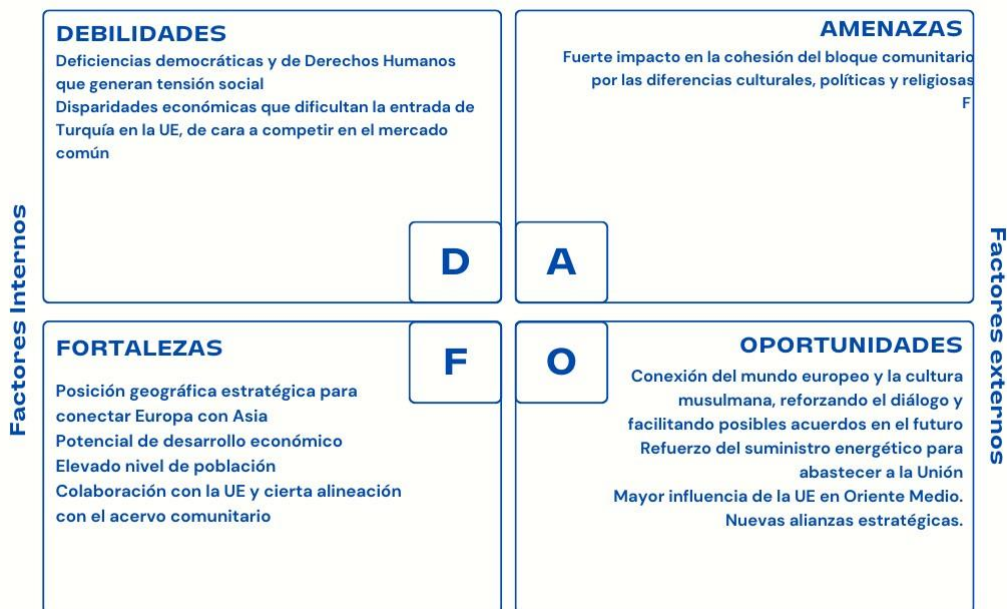 DEBILIDADES
Deficiencias democráticas y de Derechos Humanos
que generan tensión social
Disparidades económicas que dificultan la entrada de
Turquía en la UE, de cara a competir en el mercado
común
D
AMENAZAS
Fuerte impacto en la cohesión del bloque comunitario
por las diferencias culturales, políticas y religiosas
F
A
Factores Internos
Factores externos
FORTALEZAS
F
Posición geográfica estratégica para
conectar Europa con Asia
Potencial de desarrollo económico
Elevado nivel de población
Colaboración con la UE y cierta alineación
con el acervo comunitario
O
OPORTUNIDADES
Conexión del mundo europeo y la cultura
musulmana, reforzando el diálogo y
facilitando posibles acuerdos en el futuro
Refuerzo del suministro energético para
abastecer a la Unión
Mayor influencia de la UE en Oriente Medio.
Nuevas alianzas estratégicas.